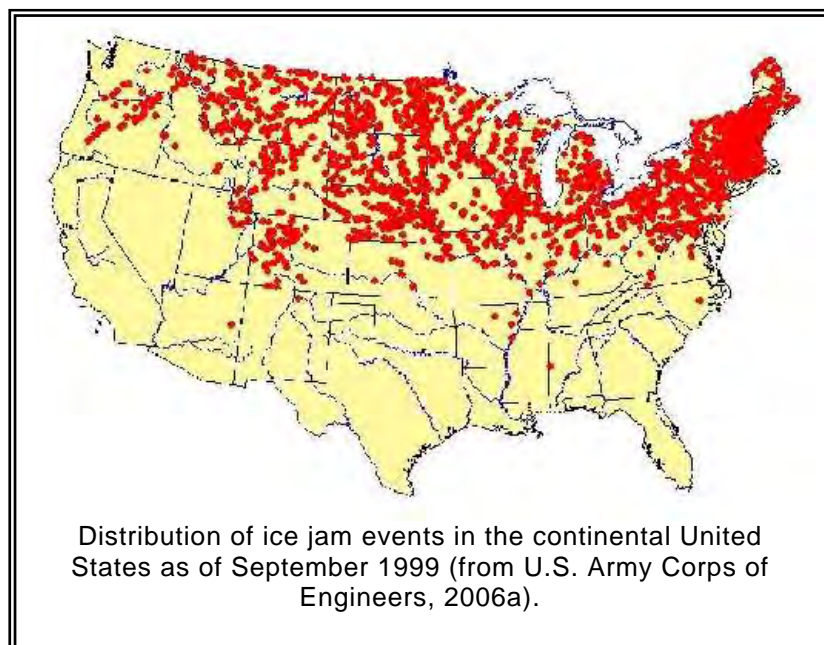 Distribution of ice jam events in the continental United
States as of September 1999 (from U.S. Army Corps of
Engineers, 2006a).